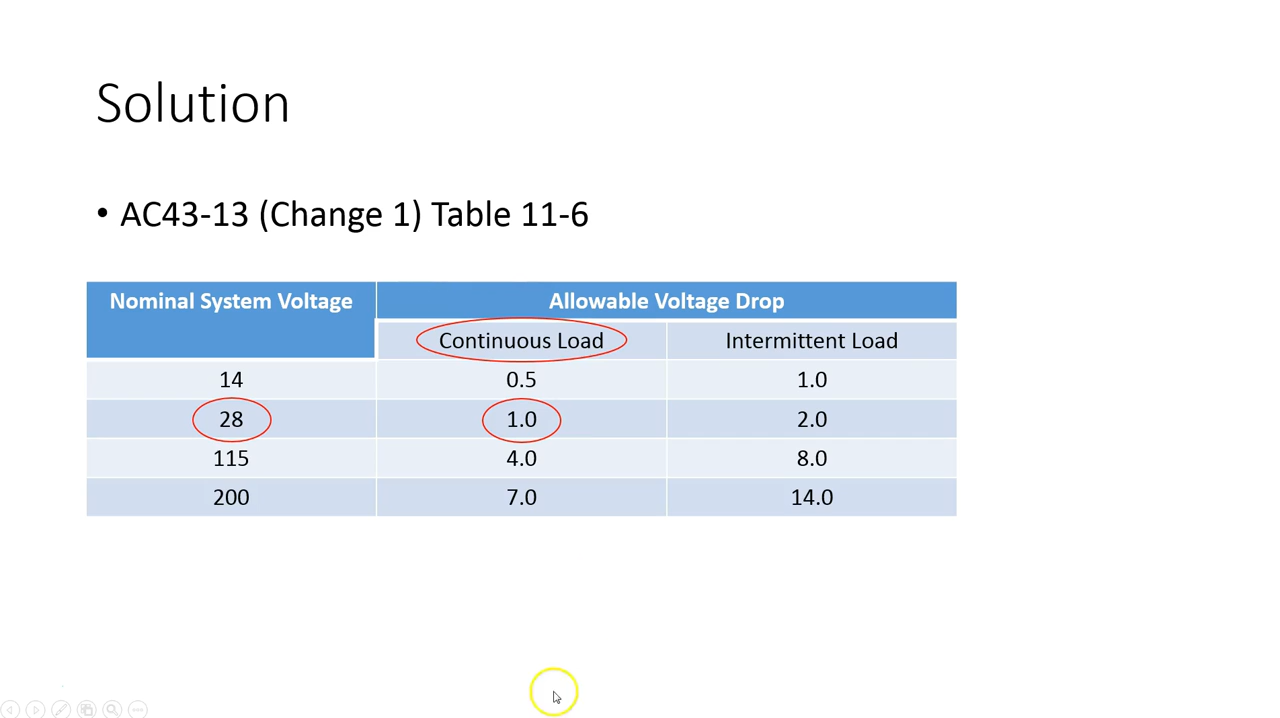 Solution
• AC43-13 (Change 1) Table 11-6
Nominal System Voltage Allowable Voltage Drop
Continuous Load Intermittent Load
14 0.5 1.0
28 1.0 2.0
115 4.0 8.0
200 7.0 14.0